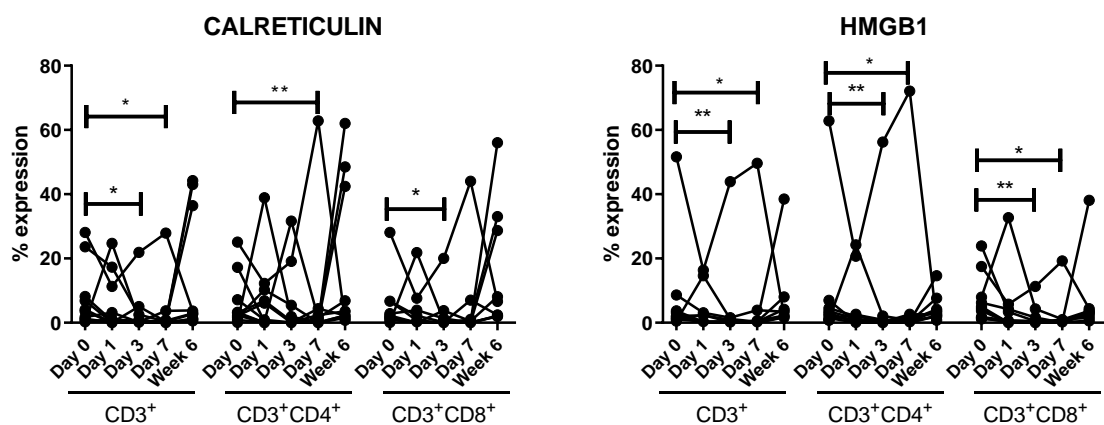 CALRETICULIN
80
60
40
20
0
% expression
*
*
**
*
Day 0
Day 1
Day 3
Day 7
Week 6
Day 0
Day 1
Day 3
Day 7
Week 6
Day 0
Day 1
Day 3
Day 7
Week 6
CD3⁺
CD3⁺CD4⁺
CD3⁺CD8⁺
HMGB1
80
60
40
20
0
% expression
*
**
*
**
*
**
Day 0
Day 1
Day 3
Day 7
Week 6
Day 0
Day 1
Day 3
Day 7
Week 6
Day 0
Day 1
Day 3
Day 7
Week 6
CD3⁺
CD3⁺CD4⁺
CD3⁺CD8⁺